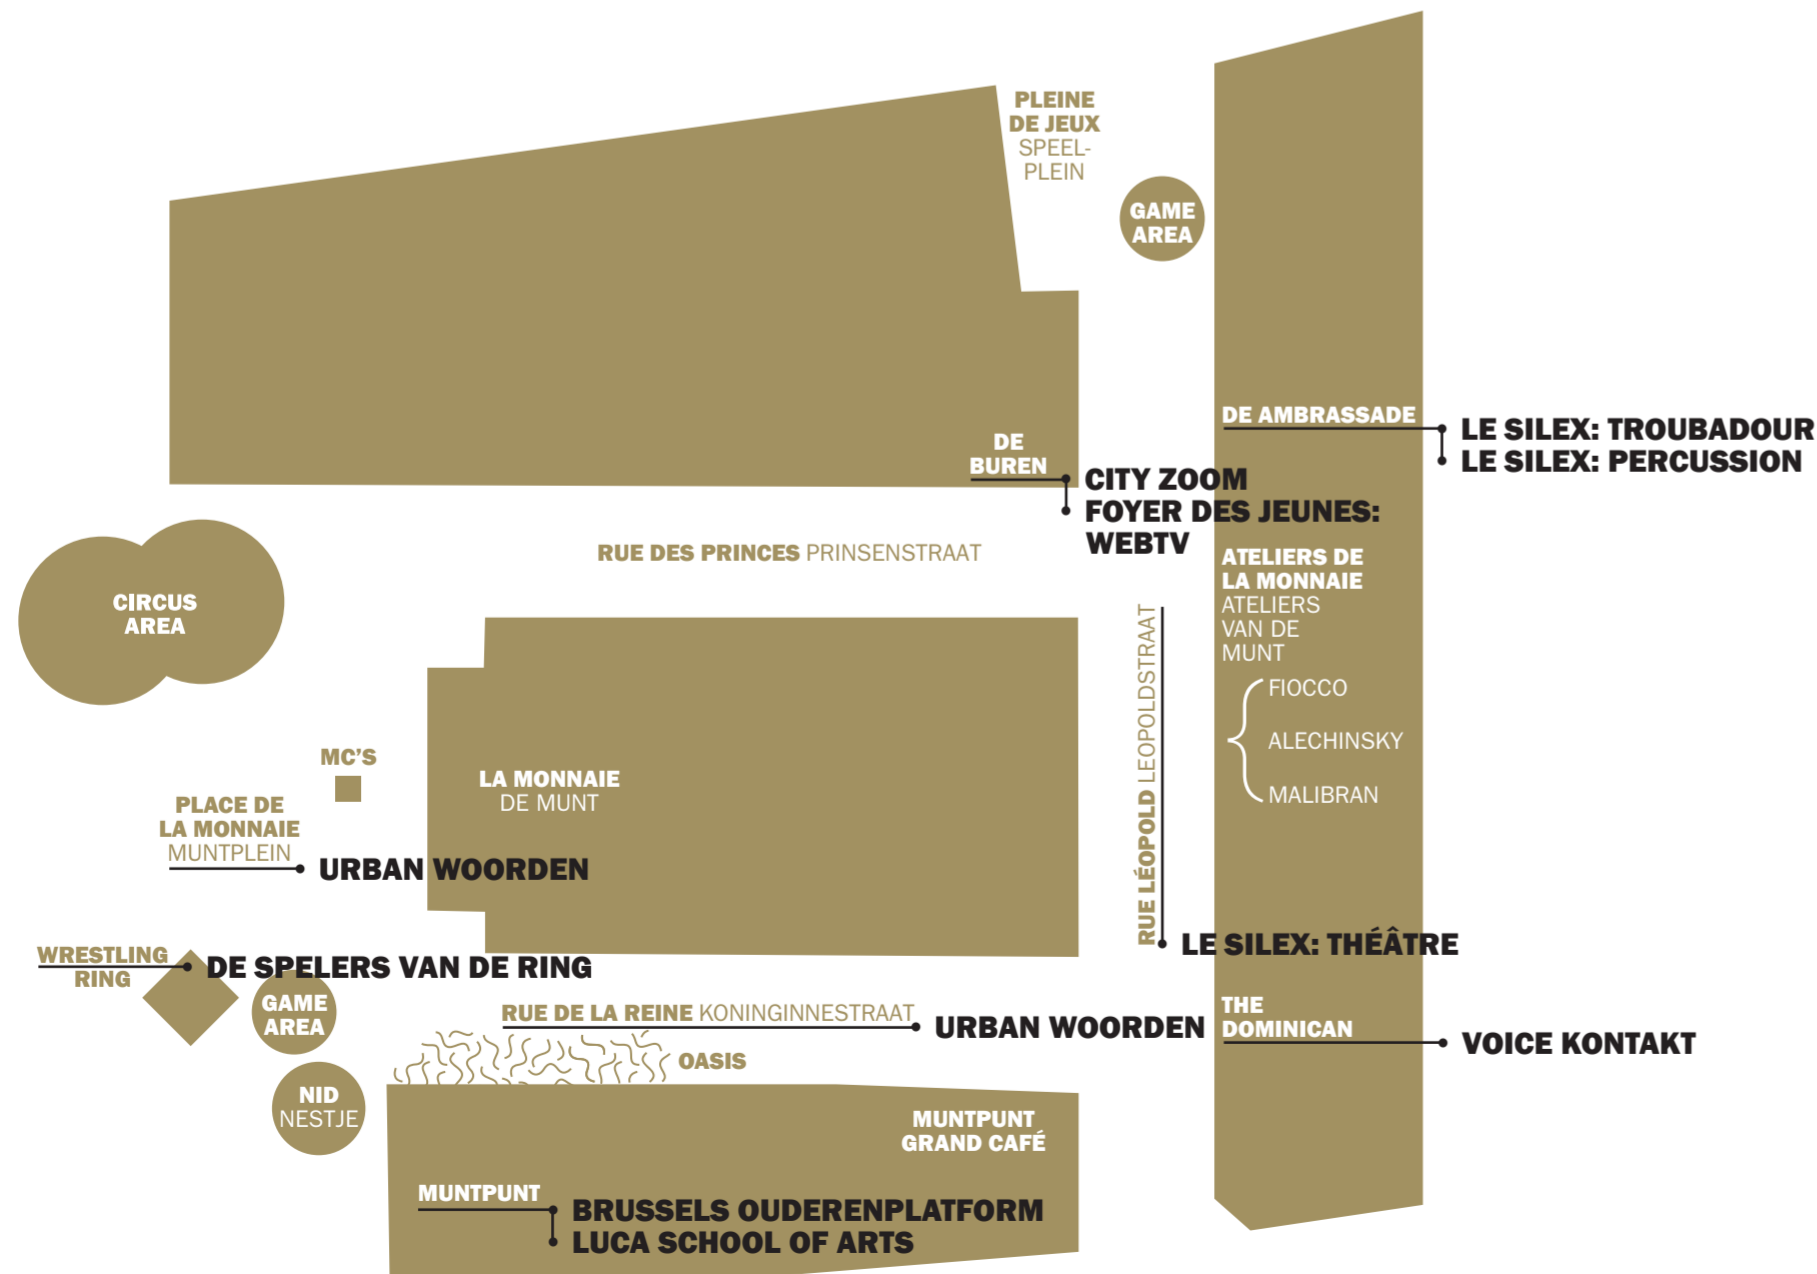 PLEINE
DE JEUX
SPEEL-
PLEIN
GAME
AREA
DE AMBRASSADE
LE SILEX: TROUBADOUR
LE SILEX: PERCUSSION
DE
BUREN
CITY ZOOM
FOYER DES JEUNES:
WEBTV
RUE DES PRINCES PRINSENSTRAAT
ATELIERS DE
LA MONNAIE
ATELIERS
VAN DE
MUNT
FIOCCO
ALECHINSKY
MALIBRAN
CIRCUS
AREA
RUE LÉOPOLD LEOPOLDSTRAAT
LE SILEX: THÉÂTRE
MC'S
LA MONNAIE
DE MUNT
PLACE DE
LA MONNAIE
MUNTPLEIN
URBAN WOORDEN
WRESTLING
RING
DE SPELERS VAN DE RING
GAME
AREA
RUE DE LA REINE KONINGINNESTRAAT
URBAN WOORDEN
THE
DOMINICAN
VOICE KONTAKT
OASIS
NID
NESTJE
MUNTPUNT
GRAND CAFÉ
MUNTPUNT
BRUSSELS OUDERENPLATFORM
LUCA SCHOOL OF ARTS